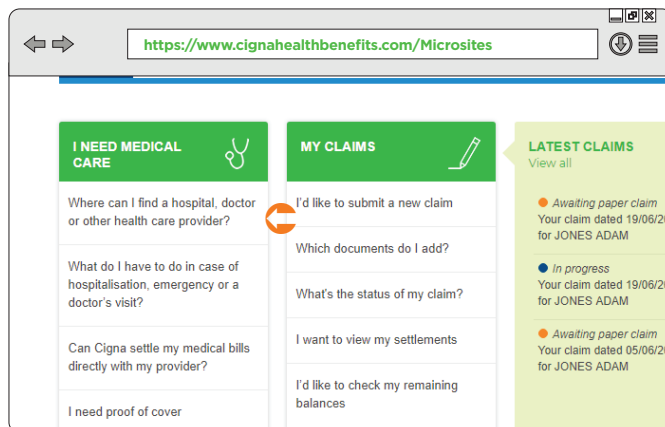 https://www.cignahealthbenefits.com/Microsites
I NEED MEDICAL
CARE
Where can I find a hospital, doctor
or other health care provider?
What do I have to do in case of
hospitalisation, emergency or a
doctor's visit?
Can Cigna settle my medical bills
directly with my provider?
I need proof of cover
MY CLAIMS
I'd like to submit a new claim
Which documents do I add?
What's the status of my claim?
I want to view my settlements
I'd like to check my remaining
balances
LATEST CLAIMS
View all
Awaiting paper claim
Your claim dated 19/06/20
for JONES ADAM
In progress
Your claim dated 19/06/20
for JONES ADAM
Awaiting paper claim
Your claim dated 05/06/20
for JONES ADAM